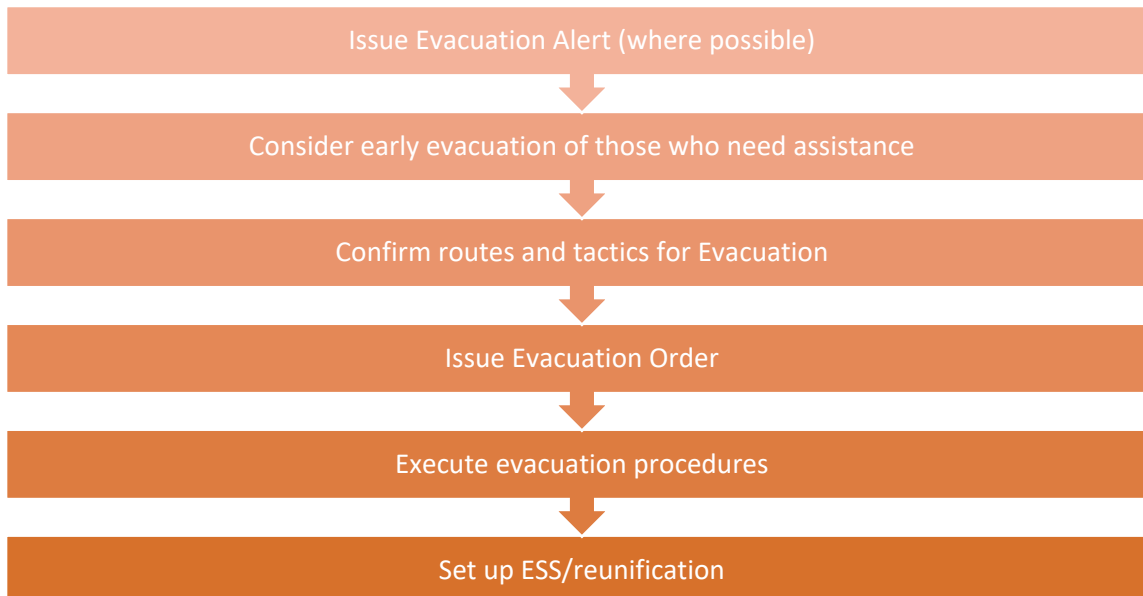 Issue Evacuation Alert (where possible)
Consider early evacuation of those who need assistance
Confirm routes and tactics for Evacuation
Issue Evacuation Order
Execute evacuation procedures
Set up ESS/reunification